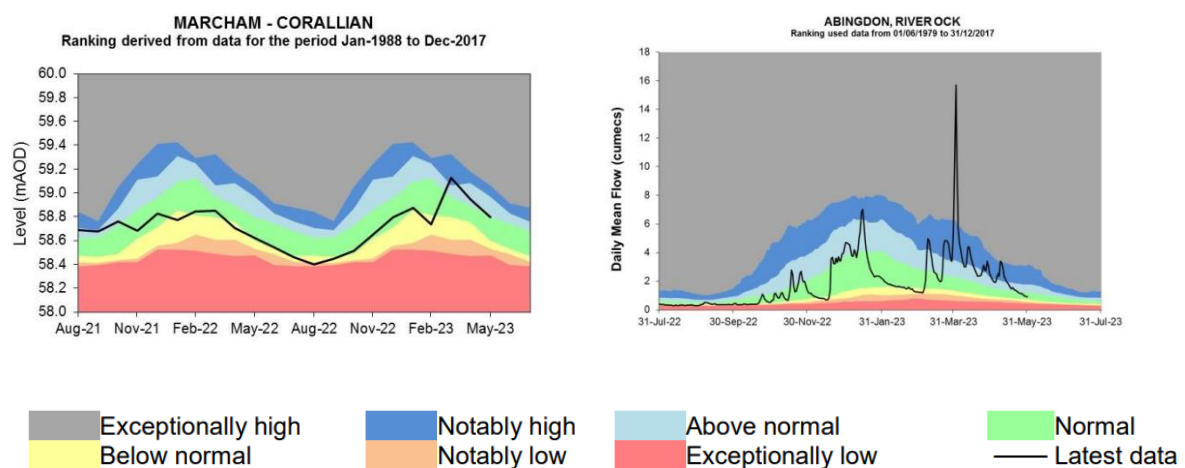 MARCHAM - CORALLIAN
Ranking derived from data for the period Jan-1988 to Dec-2017
Level (mAOD)
60.0
59.8
59.6
59.4
59.2
59.0
58.8
58.6
58.4
58.2
58.0
Aug-21 Nov-21 Feb-22 May-22 Aug-22 Nov-22 Feb-23 May-23
ABINGDON, RIVER OCK
Ranking used data from 01/06/1979 to 31/12/2017
Daily Mean Flow (cumecs)
18
16
14
12
10
8
6
4
2
0
31-Jul-22 30-Sep-22 30-Nov-22 31-Jan-23 31-Mar-23 31-May-23 31-Jul-23
Exceptionally high Notably high Above normal Normal
Below normal Notably low Exceptionally low Latest data